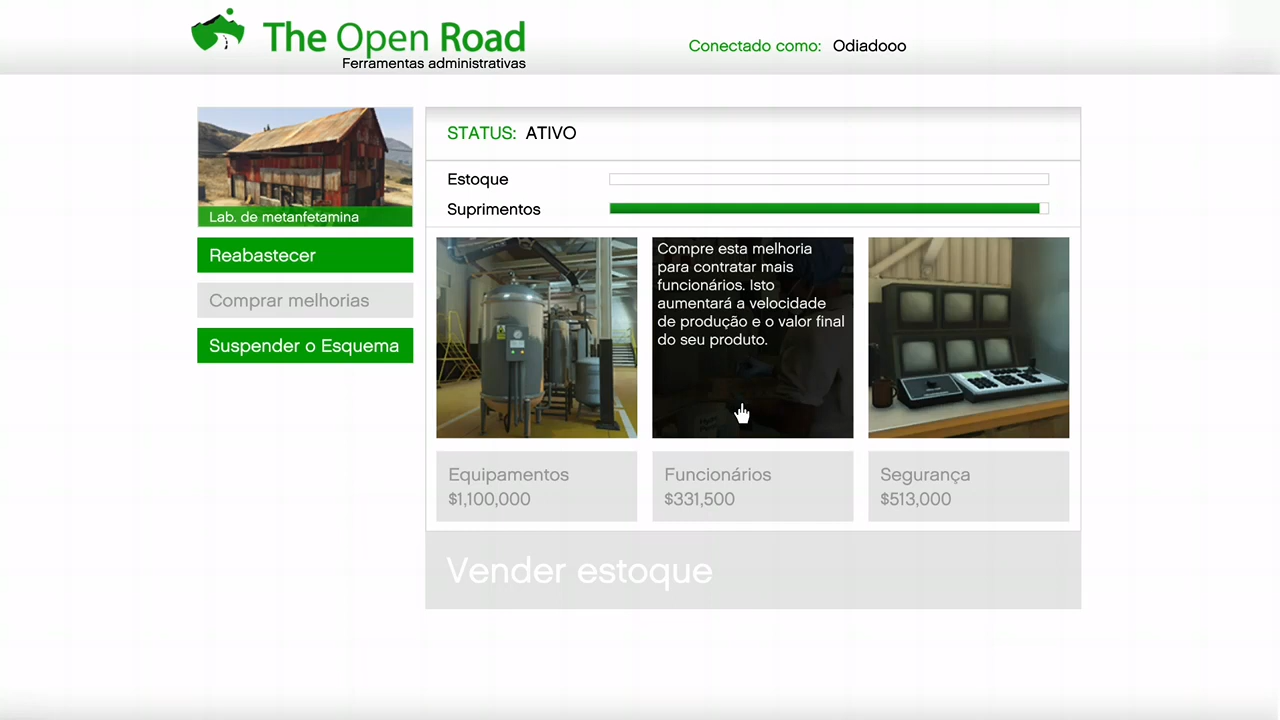 The Open Road
Ferramentas administrativas
Conectado como: Odiadooo
Lab. de metanfetamina
Reabastecer
Comprar melhorias
Suspender o Esquema
STATUS: ATIVO
Estoque
Suprimentos
Compre esta melhoria
para contratar mais
funcionários. Isto
aumentará a velocidade
de produção e o valor final
do seu produto.
Equipamentos
$1,100,000
Funcionários
$331,500
Segurança
$513,000
Vender estoque